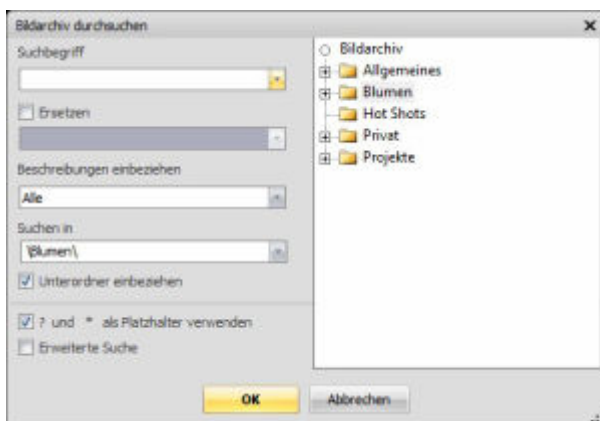 Bildarchiv durchsuchen
Suchbegriff
Ersetzen
Beschreibungen einbeziehen
Alle
Suchen in
\Blumen\
Unterordner einbeziehen
? und * als Platzhalter verwenden
Erweiterte Suche
Bildarchiv
Allgemeines
Blumen
Hot Shots
Privat
Projekte
OK
Abbrechen